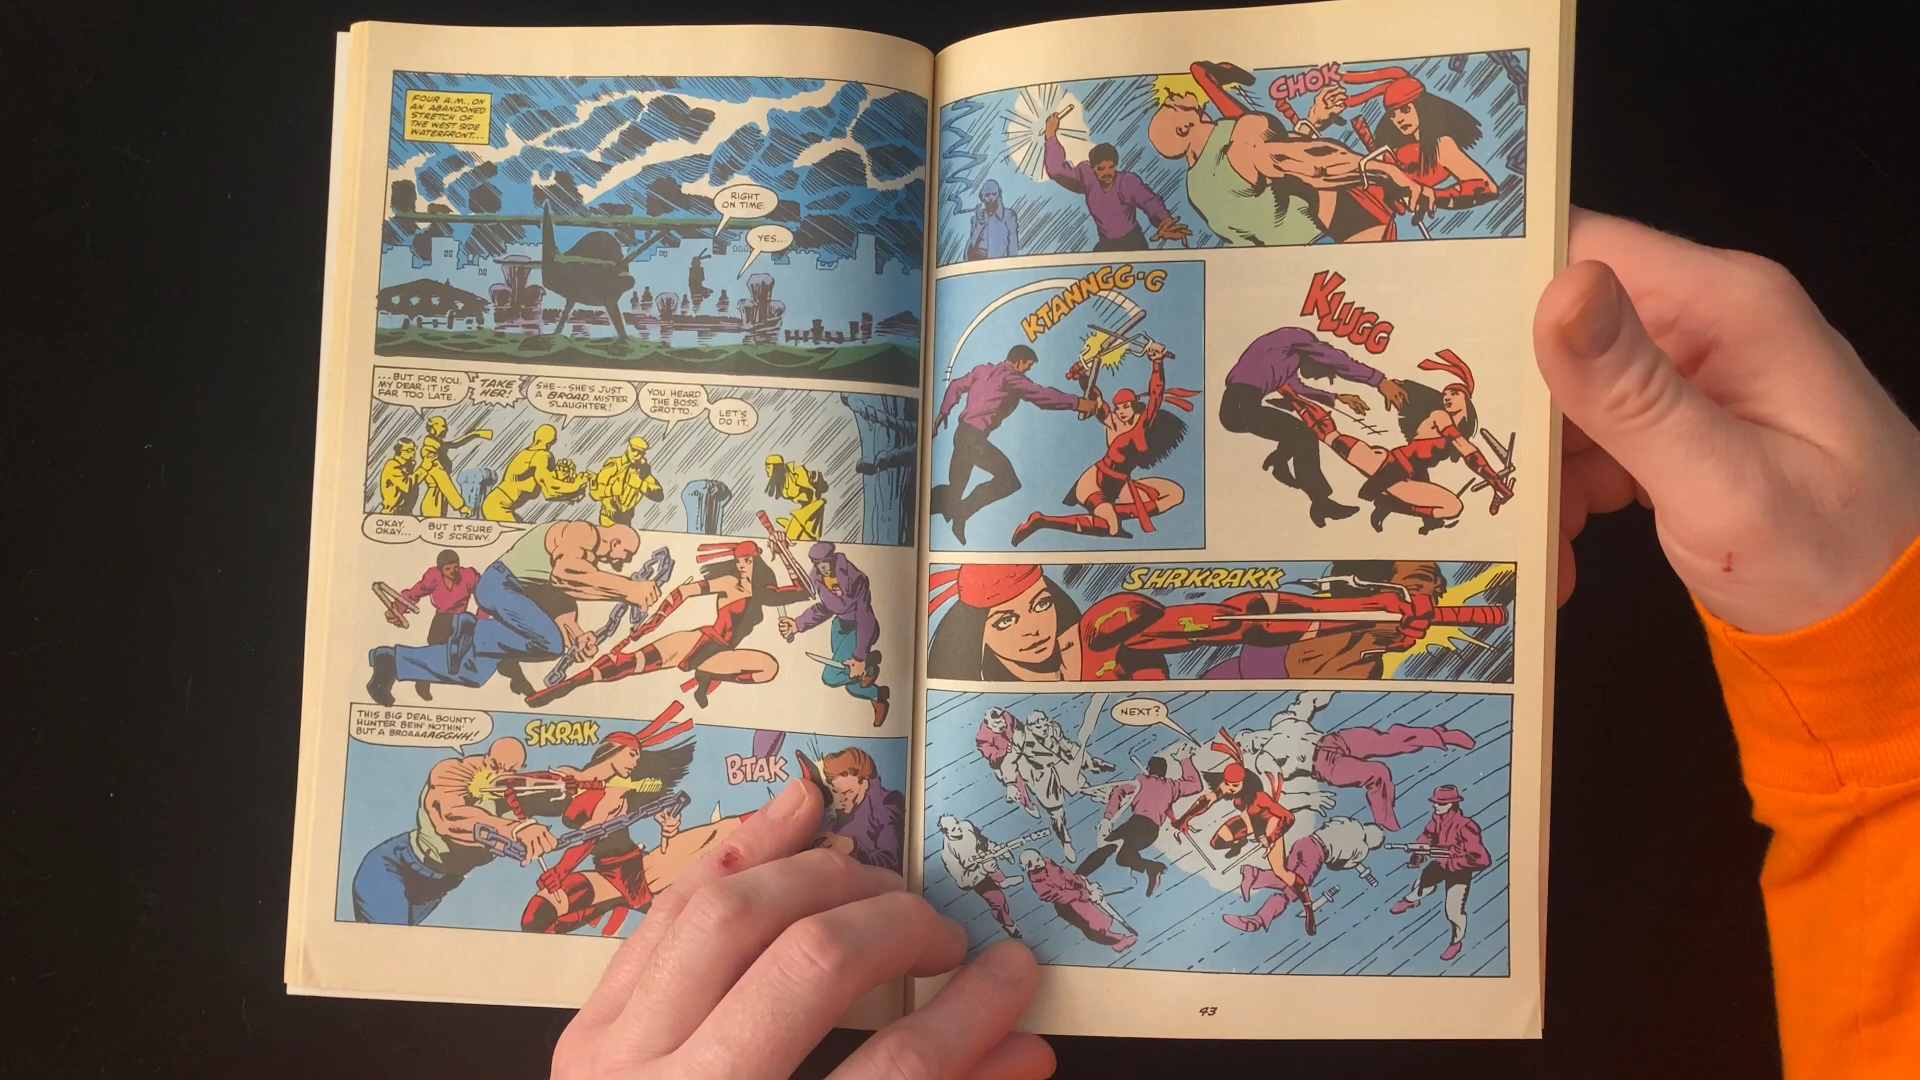 FOUR A.M., ON
AN ABANDONED
STRETCH OF
THE WEST SIDE
WATERFRONT...
RIGHT
ON TIME.
YES...
...BUT FOR YOU,
MY DEAR, IT IS
FAR TOO LATE.
TAKE
HER!
SHE--SHE'S JUST
A BROAD, MISTER
SLAUGHTER!
YOU HEARD
THE BOSS,
GROTTO.
LET'S
DO IT.
OKAY,
OKAY...
BUT IT SURE
IS SCREWY.
THIS BIG DEAL BOUNTY
HUNTER BEIN' NOTHIN'
BUT A BROAAAAGGHH!
SKRAK
BTAK
CHOK
KTANNGG-G
KLUGG
SHRKRAKK
NEXT?
43